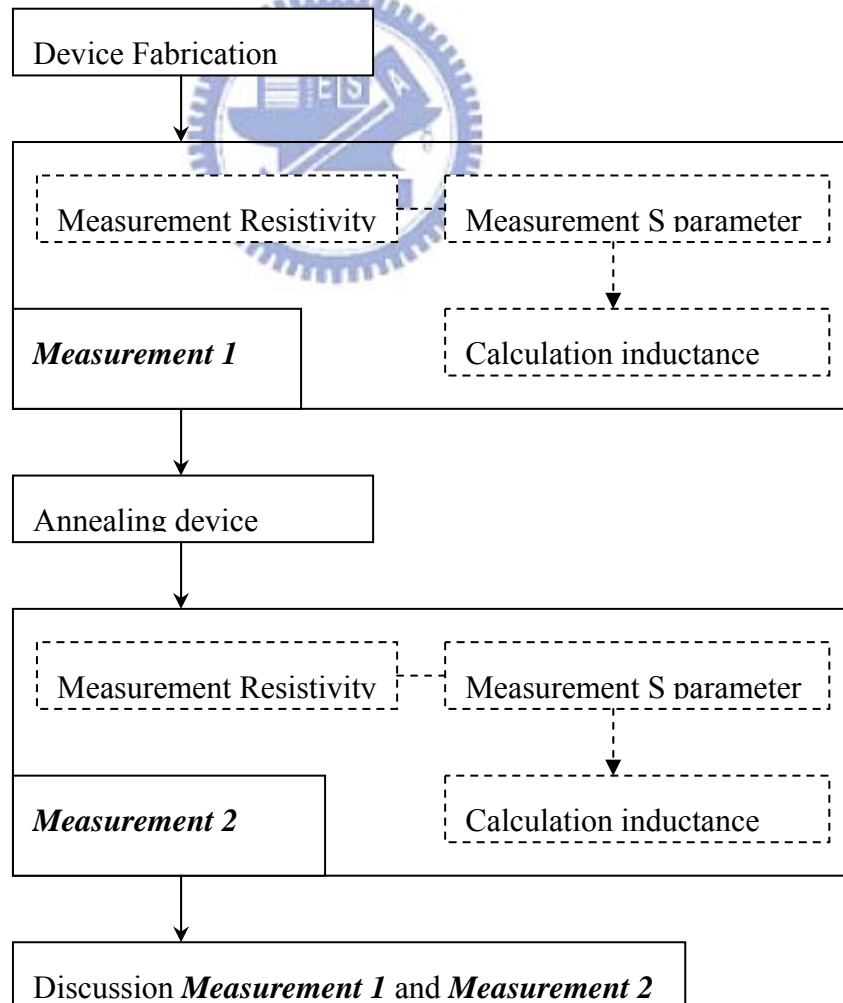 Device Fabrication
ESA
Measurement Resistivity
Measurement S parameter
Measurement 1
Calculation inductance
Annealing device
Measurement Resistivity
Measurement S parameter
Measurement 2
Calculation inductance
Discussion Measurement 1 and Measurement 2